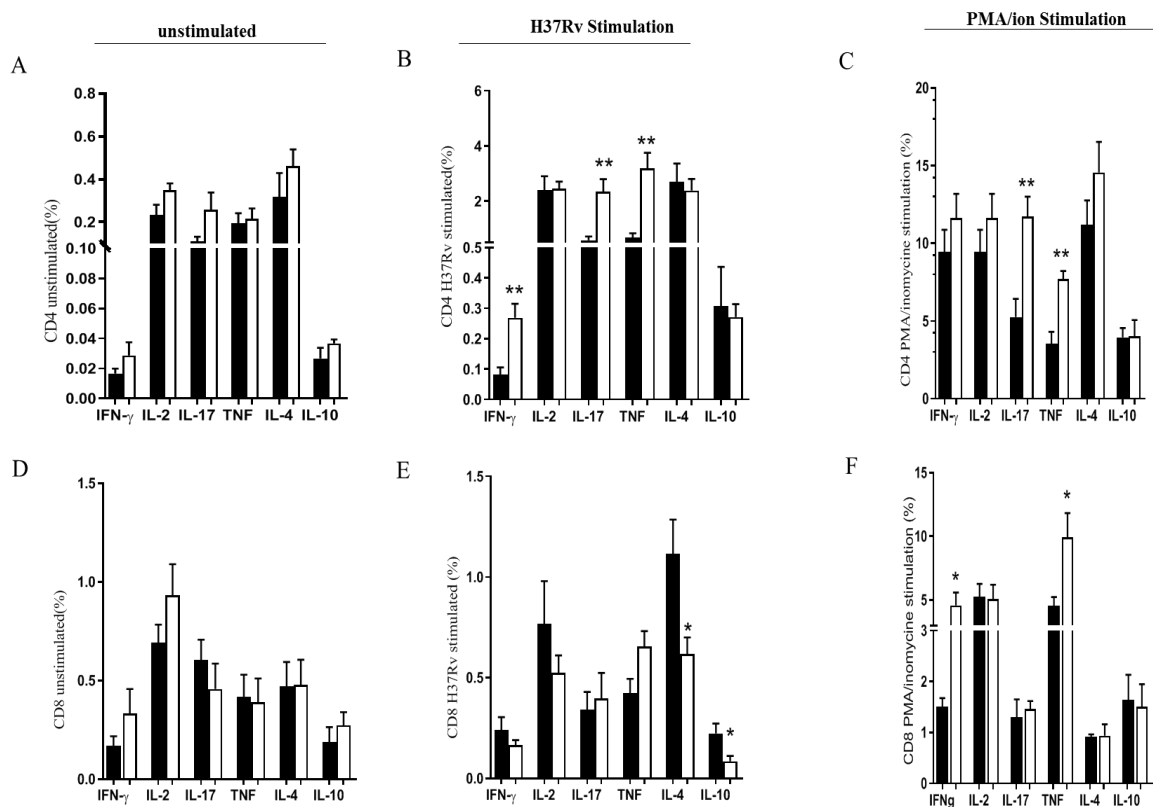 unstimulated
H37Rv Stimulation
PMA/ion Stimulation
A
CD4 unstimulated(%)
0.8
0.6
0.4
0.2
0.10
0.08
0.06
0.04
0.02
0.00
IFN-γ IL-2 IL-17 TNF IL-4 IL-10
B
CD4 H37Rv stimulated(%)
6
4
2
0.5
0.4
0.3
0.2
0.1
0.0
** ** **
IFN-γ IL-2 IL-17 TNF IL-4 IL-10
C
CD4 PMA/inomycine stimulation (%)
20
15
10
5
0
** **
IFN-γ IL-2 IL-17 TNF IL-4 IL-10
D
CD8 unstimulated(%)
1.5
1.0
0.5
0.0
IFN-γ IL-2 IL-17 TNF IL-4 IL-10
E
CD8 H37Rv stimulated (%)
1.5
1.0
0.5
0.0
* *
IFN-γ IL-2 IL-17 TNF IL-4 IL-10
F
CD8 PMA/inomycine stimulation (%)
15
10
5
3
2
1
0
* *
IFNg IL-2 IL-17 TNF IL-4 IL-10